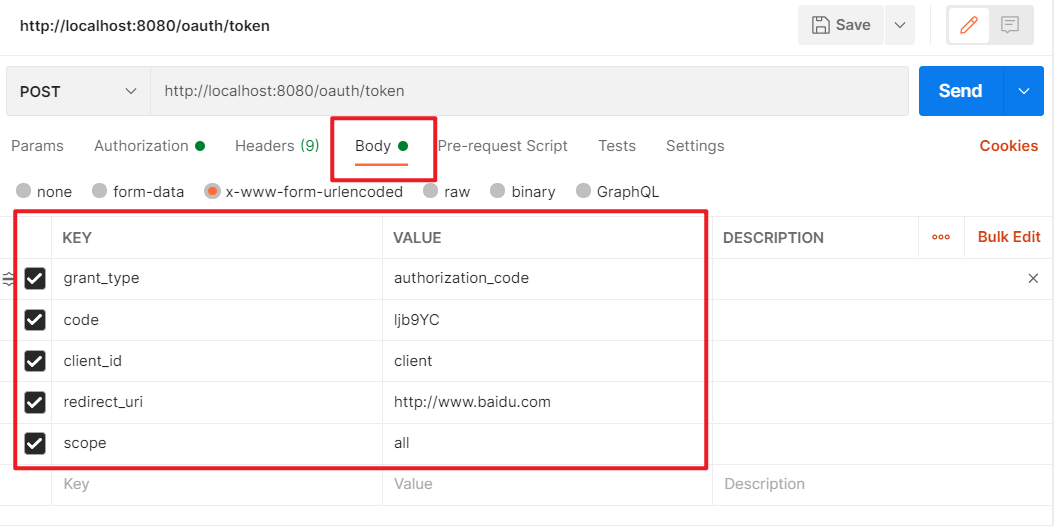 http://localhost:8080/oauth/token Save
POST http://localhost:8080/oauth/token Send
Params Authorization Headers (9) Body Pre-request Script Tests Settings Cookies
none form-data x-www-form-urlencoded raw binary GraphQL
KEY VALUE DESCRIPTION ooo Bulk Edit
grant_type authorization_code
code ljb9YC
client_id client
redirect_uri http://www.baidu.com
scope all
Key Value Description